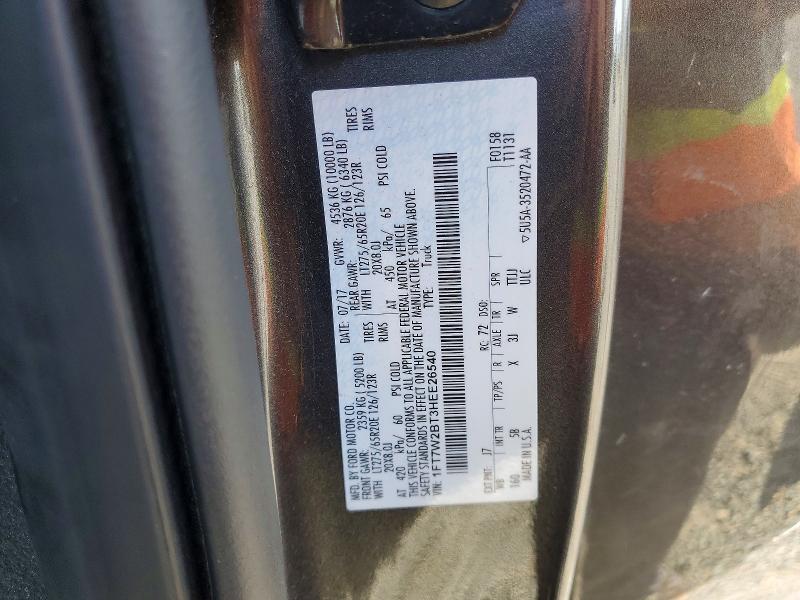 MFD. BY FORD MOTOR CO.
DATE: 07/17 GVWR: 4536 KG (10000 LB)
FRONT GAWR: 2359 KG ( 5200 LB) REAR GAWR: 2876 KG ( 6340 LB)
WITH LT275/65R20E 126/123R TIRES WITH LT275/65R20E 126/123R TIRES
20X8.0J RIMS 20X8.0J RIMS
AT 420 kPa/ 60 PSI COLD AT 450 kPa/ 65 PSI COLD
THIS VEHICLE CONFORMS TO ALL APPLICABLE FEDERAL MOTOR VEHICLE
SAFETY STANDARDS IN EFFECT ON THE DATE OF MANUFACTURE SHOWN ABOVE.
VIN: 1FT7W2BT3HEE26540 TYPE: Truck
F0158
T1131
EXT PNT: J7 RC: 72 DSO:
WB INT TR TP/PS R AXLE TR SPR
160 5B X 3J W TTJJ
ULC
MADE IN U.S.A. ▽5U5A-3520472-AA